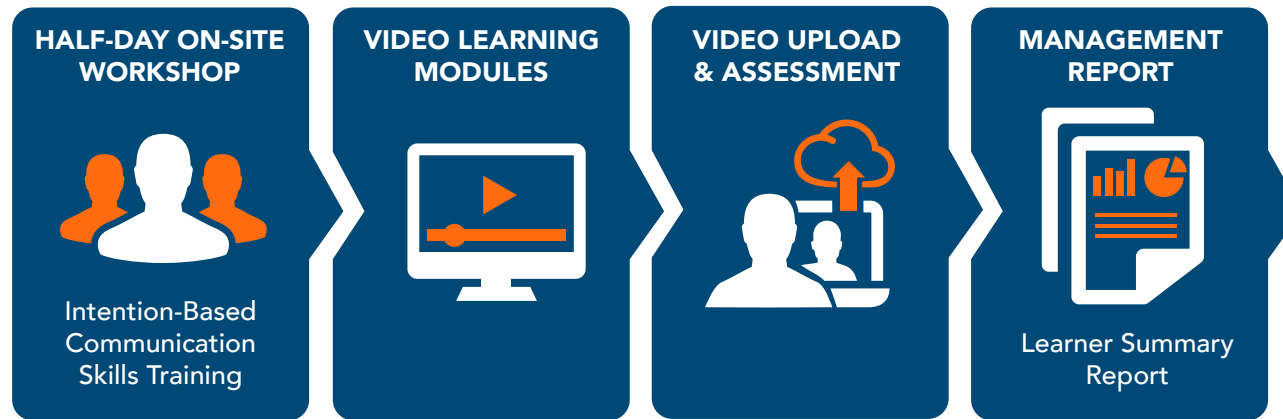 HALF-DAY ON-SITE
WORKSHOP
Intention-Based
Communication
Skills Training
VIDEO LEARNING
MODULES
VIDEO UPLOAD
& ASSESSMENT
MANAGEMENT
REPORT
Learner Summary
Report